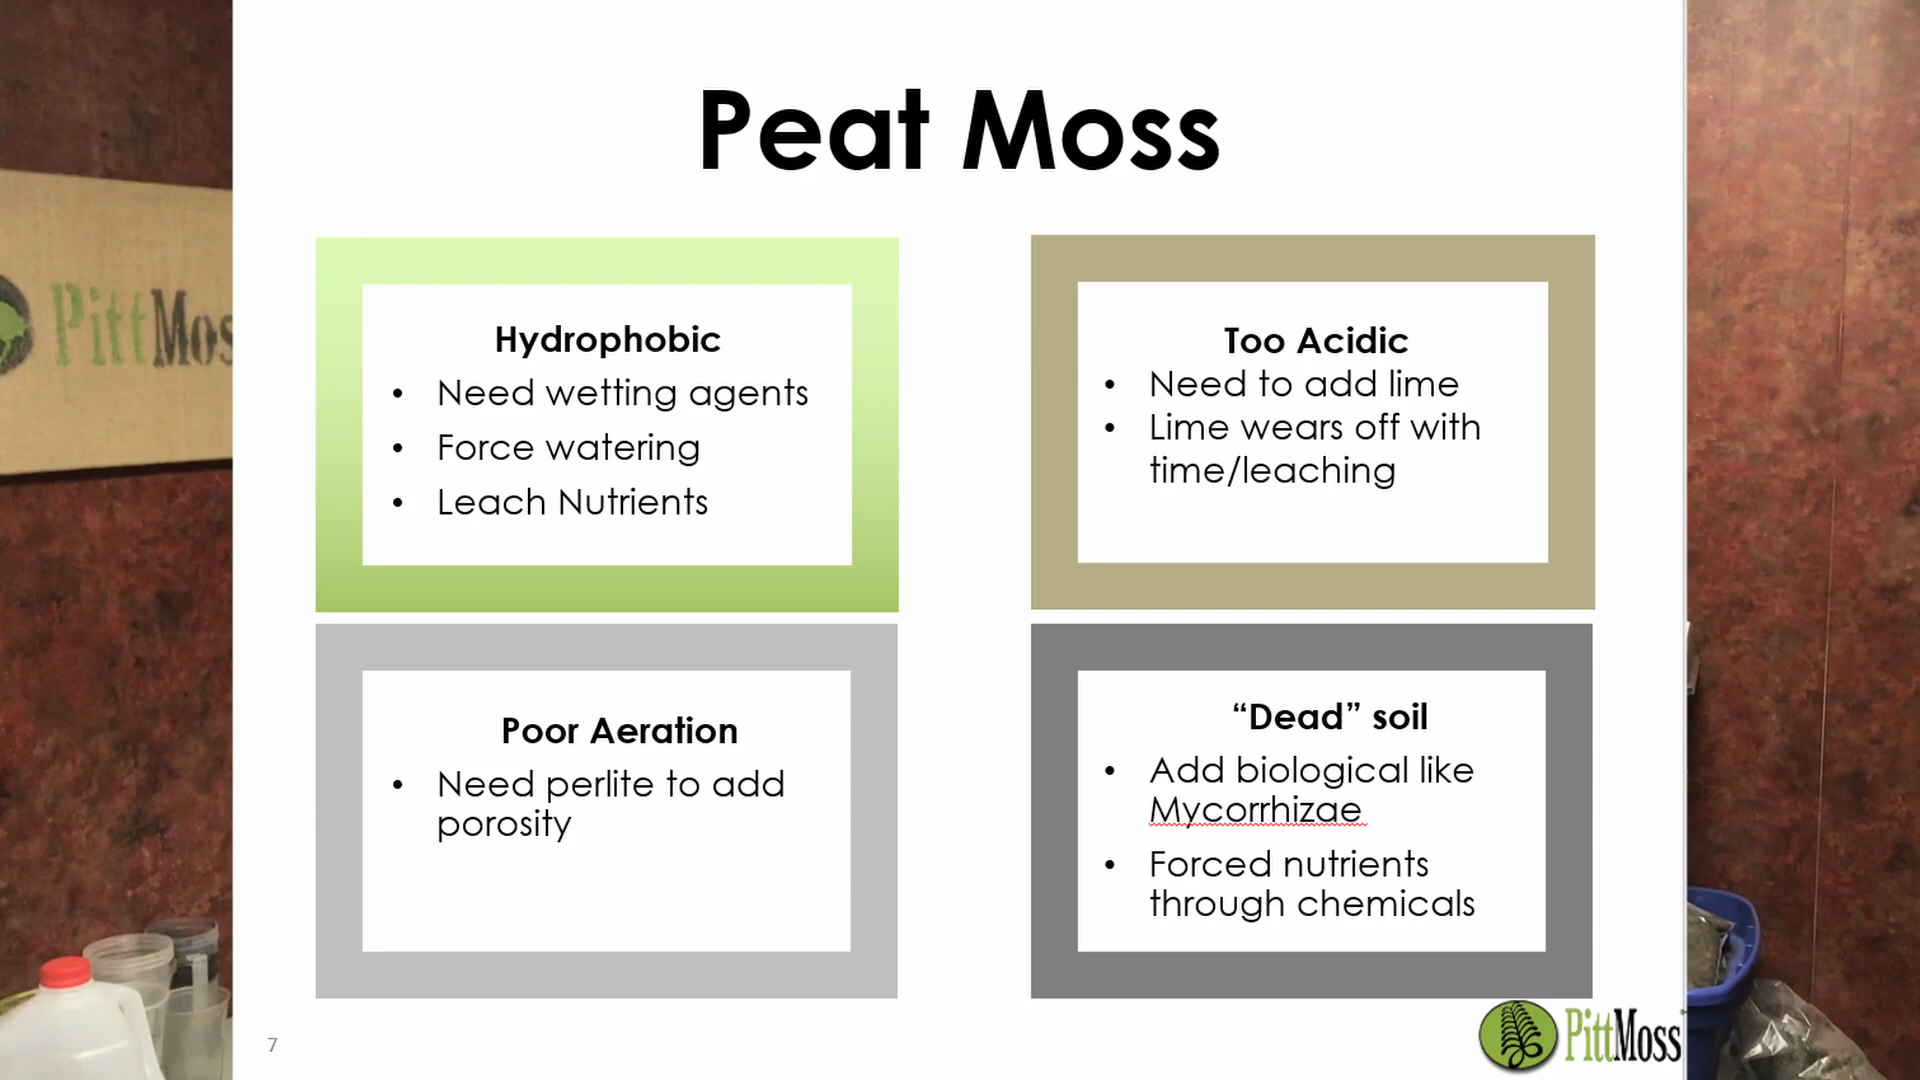 Peat Moss
PittMos
Hydrophobic
• Need wetting agents
• Force watering
• Leach Nutrients
Too Acidic
• Need to add lime
• Lime wears off with
time/leaching
Poor Aeration
• Need perlite to add
porosity
“Dead” soil
• Add biological like
Mycorrhizae
• Forced nutrients
through chemicals
7
PittMoss